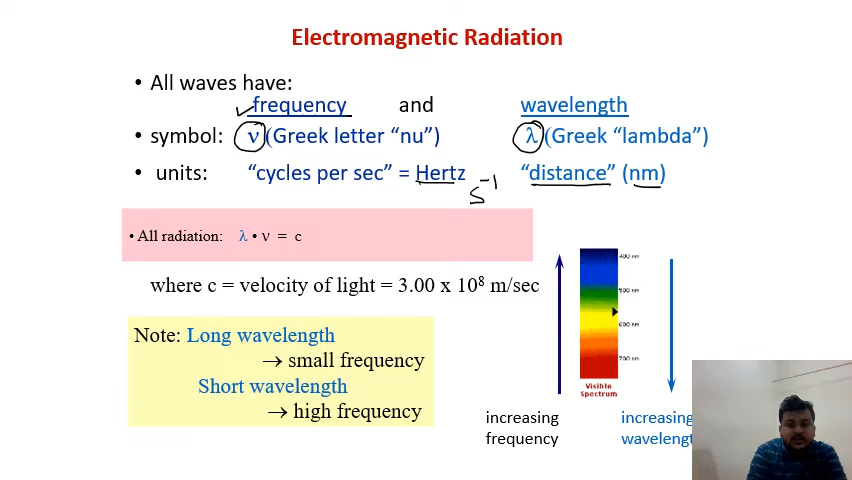 Electromagnetic Radiation
• All waves have:
frequency and wavelength
• symbol: ν (Greek letter “nu”) λ (Greek “lambda”)
• units: “cycles per sec” = Hertz “distance” (nm)
S⁻¹
• All radiation: λ • ν = c
where c = velocity of light = 3.00 x 10⁸ m/sec
Note: Long wavelength
→ small frequency
Short wavelength
→ high frequency
400 nm
500 nm
600 nm
700 nm
Visible
Spectrum
increasing
frequency
increasing
wavelengt